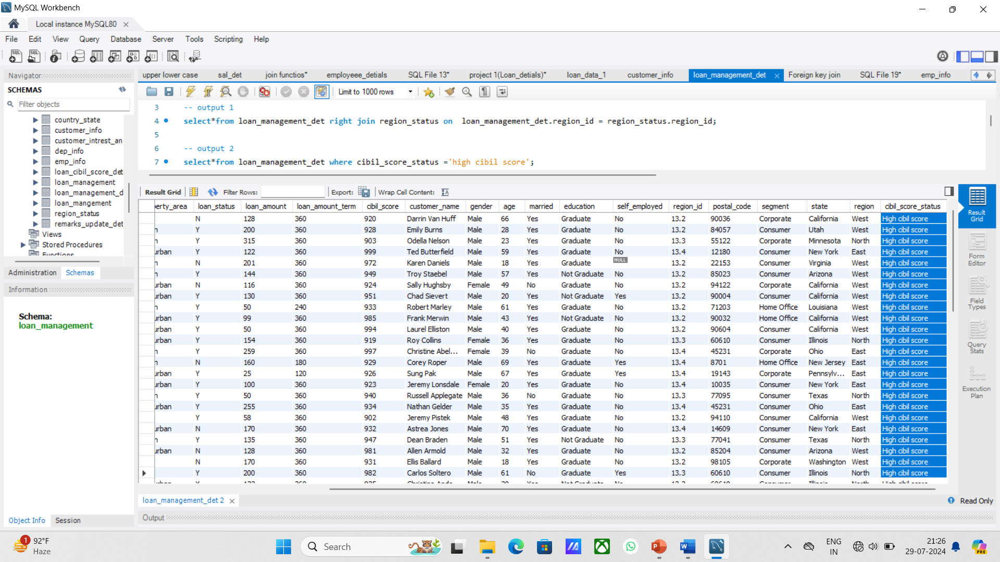 MySQL Workbench
Local instance MySQL80
File Edit View Query Database Server Tools Scripting Help
Navigator
SCHEMAS
Filter objects
country_state
customer_info
customer_intrest_an
dep_info
emp_info
loan_cibil_score_det
loan_management
loan_management_d
loan_mangement
region_status
remarks_update_det
Views
Stored Procedures
Functions
Administration Schemas
Information
Schema:
loan_management
Object Info Session
upper lower case sal_det join functios* employeee_detials SQL File 13* project 1(Loan_detials)* loan_data_1 customer_info loan_management_det Foreign key join SQL File 19* emp_info
Limit to 1000 rows
3 -- output 1
4 select*from loan_management_det right join region_status on loan_management_det.region_id = region_status.region_id;
5
6 -- output 2
7 select*from loan_management_det where cibil_score_status ='high cibil score';
Result Grid Filter Rows: Export: Wrap Cell Content:
perty_area loan_status loan_amount loan_amount_term cibil_score customer_name gender age married education self_employed region_id postal_code segment state region cibil_score_status
N 128 360 920 Darrin Van Huff Male 66 Yes Graduate No 13.2 90036 Corporate California West High cibil score
n Y 200 360 928 Emily Burns Male 28 Yes Graduate No 13.2 84057 Consumer Utah West High cibil score
n Y 315 360 903 Odella Nelson Male 23 Yes Graduate No 13.3 55122 Corporate Minnesota North High cibil score
urban Y 122 360 999 Ted Butterfield Male 59 Yes Graduate No 13.4 12180 Consumer New York East High cibil score
n N 201 360 972 Karen Daniels Male 18 Yes Graduate NULL 13.2 22153 Consumer Virginia West High cibil score
n Y 144 360 949 Troy Staebel Male 57 Yes Not Graduate No 13.2 85023 Consumer Arizona West High cibil score
urban N 116 360 924 Sally Hughsby Female 49 No Graduate No 13.2 94122 Corporate California West High cibil score
urban Y 130 360 951 Chad Sievert Male 20 Yes Not Graduate Yes 13.2 90004 Consumer California West High cibil score
n Y 50 240 933 Robert Marley Male 61 Yes Graduate No 13.2 71203 Home Office Louisiana West High cibil score
urban Y 99 360 985 Frank Merwin Male 43 Yes Not Graduate No 13.2 90032 Home Office California West High cibil score
n Y 50 360 994 Laurel Elliston Male 40 Yes Graduate No 13.2 90604 Consumer California West High cibil score
urban Y 154 360 919 Roy Collins Female 36 Yes Graduate No 13.3 60610 Consumer Illinois North High cibil score
n Y 259 360 997 Christine Abel... Female 39 No Graduate No 13.4 45231 Corporate Ohio East High cibil score
n N 160 180 929 Corey Roper Male 69 Yes Graduate Yes 13.4 8701 Home Office New Jersey East High cibil score
urban Y 25 120 926 Sung Pak Male 67 Yes Graduate Yes 13.4 19143 Corporate Pennsylv... East High cibil score
urban Y 100 360 923 Jeremy Lonsdale Female 20 Yes Graduate No 13.4 10035 Consumer New York East High cibil score
n Y 50 360 940 Russell Applegate Male 36 No Graduate No 13.3 77095 Consumer Texas North High cibil score
urban Y 255 360 934 Nathan Gelder Male 35 Yes Graduate No 13.4 45231 Consumer Ohio East High cibil score
Y 58 360 902 Jeremy Pistek Male 48 Yes Graduate No 13.2 94110 Consumer California West High cibil score
urban N 170 360 932 Astrea Jones Male 70 Yes Graduate No 13.4 14609 Consumer New York East High cibil score
n Y 135 360 947 Dean Braden Male 51 Yes Not Graduate No 13.3 77041 Consumer Texas North High cibil score
urban N 128 360 981 Allen Armold Male 32 Yes Graduate No 13.2 85204 Consumer Arizona West High cibil score
N 170 360 931 Ellis Ballard Male 18 Yes Graduate No 13.2 98105 Corporate Washington West High cibil score
Y 200 360 982 Carlos Soltero Male 61 No Graduate Yes 13.3 60610 Consumer Illinois North High cibil score
Result Grid
Form Editor
Field Types
Query Stats
Execution Plan
loan_management_det 2
Read Only
Output
1 92°F
Haze
Search
PRE
ENG
IN
21:26
29-07-2024